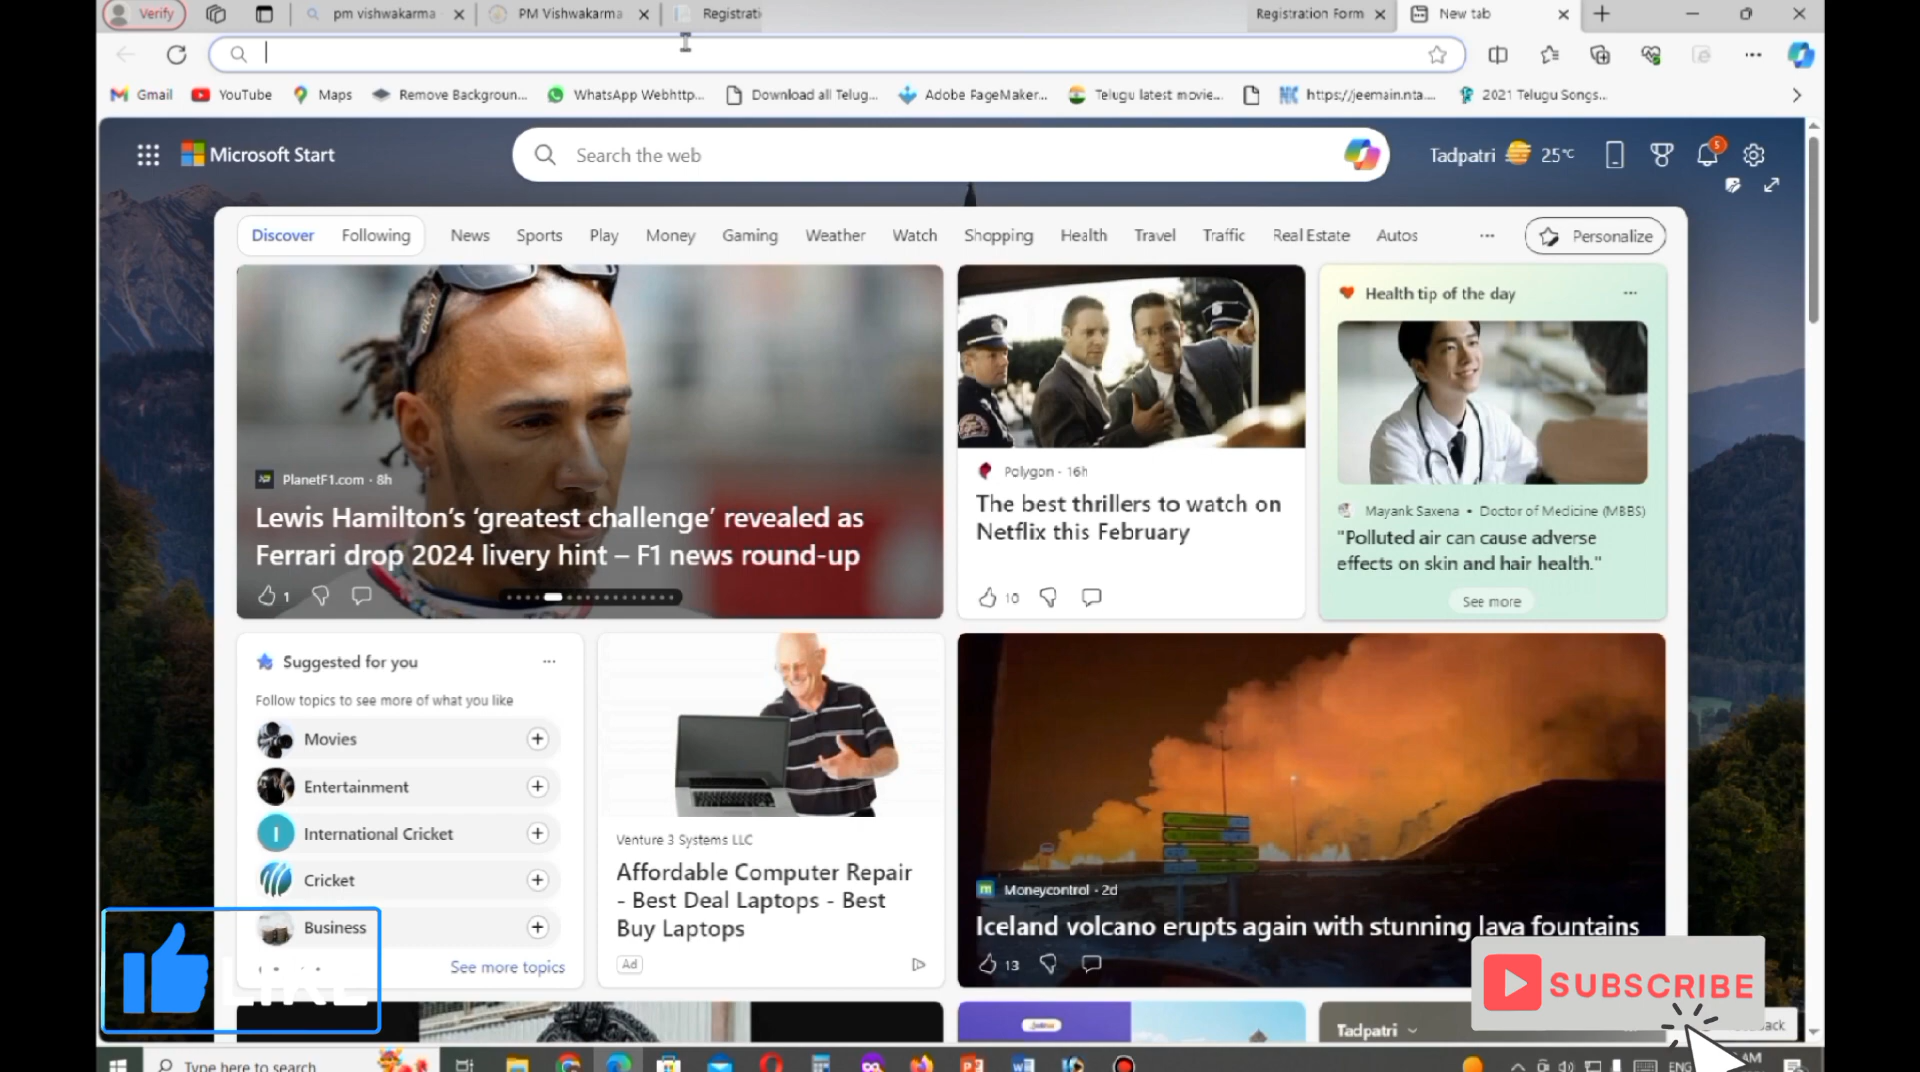 Verify
pm vishwakarma
PM Vishwakarma
Registrati
Registration Form
New tab
Gmail
YouTube
Maps
Remove Backgroun...
WhatsApp Webhttp...
Download all Telug...
Adobe PageMaker...
Telugu latest movie...
https://jeemain.nta....
2021 Telugu Songs...
Microsoft Start
Search the web
Tadpatri
25°C
5
Discover
Following
News
Sports
Play
Money
Gaming
Weather
Watch
Shopping
Health
Travel
Traffic
Real Estate
Autos
Personalize
GUCCI
PlanetF1.com · 8h
Lewis Hamilton's ‘greatest challenge’ revealed as
Ferrari drop 2024 livery hint – F1 news round-up
1
Polygon · 16h
The best thrillers to watch on
Netflix this February
10
Health tip of the day
Mayank Saxena • Doctor of Medicine (MBBS)
"Polluted air can cause adverse
effects on skin and hair health."
See more
Suggested for you
Follow topics to see more of what you like
Movies
Entertainment
I
International Cricket
Cricket
Business
See more topics
Venture 3 Systems LLC
Affordable Computer Repair
- Best Deal Laptops - Best
Buy Laptops
Ad
m
Moneycontrol · 2d
Iceland volcano erupts again with stunning lava fountains
13
Tadpatri
LIKE
SUBSCRIBE
Type here to search
ENG
AM